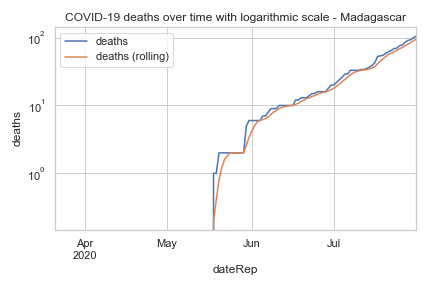 COVID-19 deaths over time with logarithmic scale - Madagascar
deaths
deaths (rolling)
10²
10¹
10⁰
deaths
Apr May Jun Jul
2020
dateRep